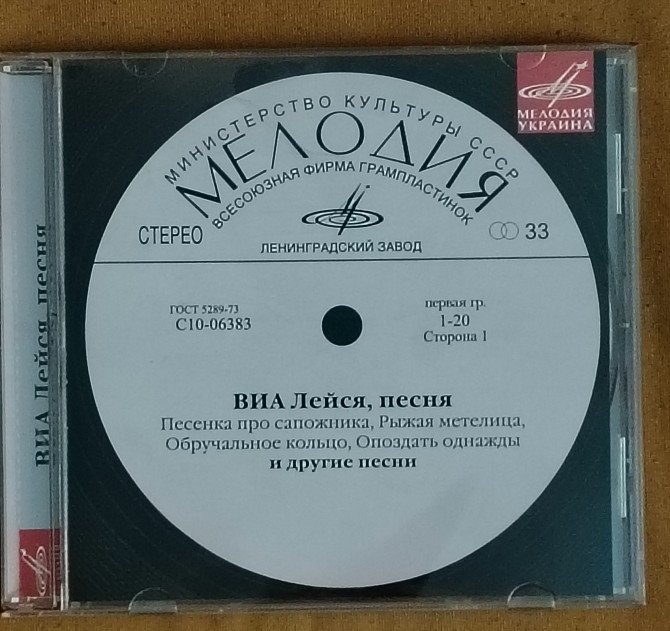 МИНИСТЕРСТВО КУЛЬТУРЫ СССР
МЕЛОДИЯ
ВСЕСОЮЗНАЯ ФИРМА ГРАМПЛАСТИНОК
МЕЛОДИЯ
УКРАИНА
СТЕРЕО
33
ЛЕНИНГРАДСКИЙ ЗАВОД
ГОСТ 5289-73
С10-06383
первая гр.
1-20
Сторона 1
ВИА Лейся, песня
Песенка про сапожника, Рыжая метелица,
Обручальное кольцо, Опоздать однажды
и другие песни
ВИА Лейся, песня